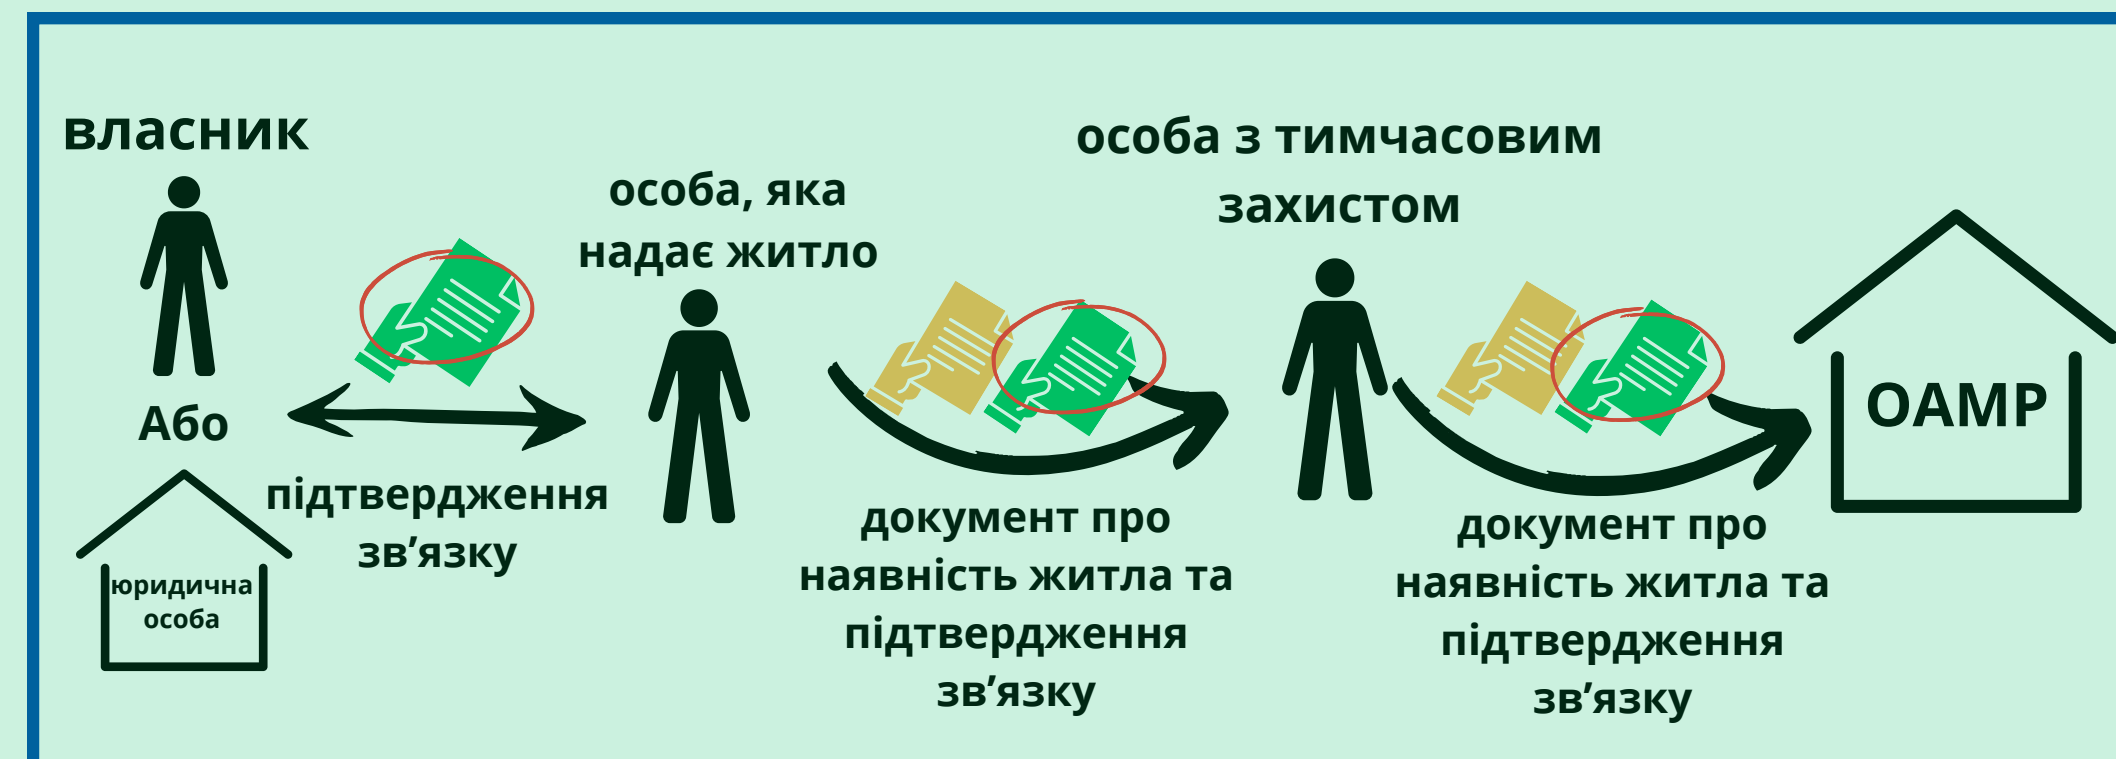 власник
Або
юридична
особа
підтвердження
зв’язку
особа, яка
надає житло
документ про
наявність житла та
підтвердження
зв’язку
особа з тимчасовим
захистом
документ про
наявність житла та
підтвердження
зв’язку
ОАМР